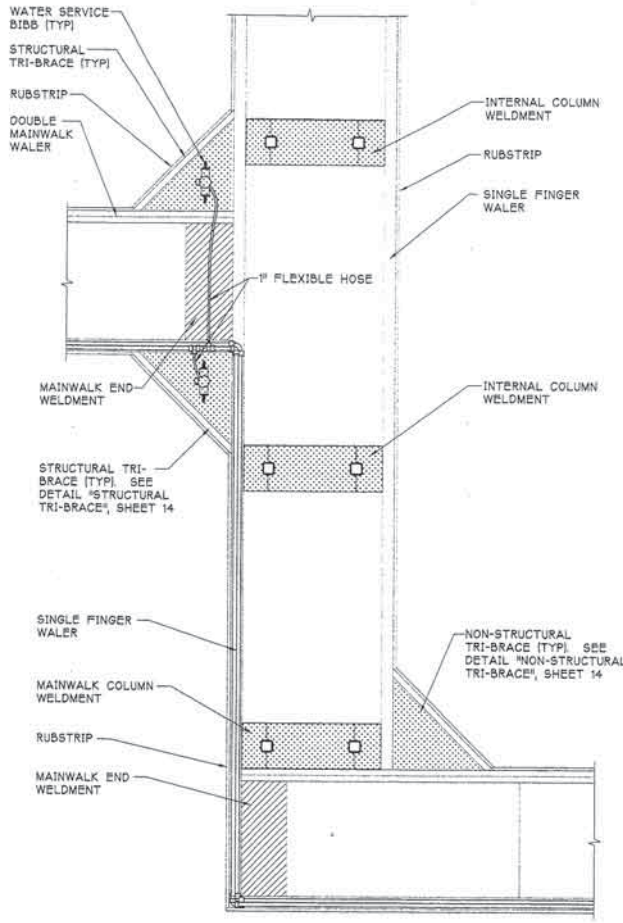 WATER SERVICE
BIBB (TYP)
STRUCTURAL
TRI-BRACE (TYP)
RUBSTRIP
DOUBLE
MAINWALK
WALER
INTERNAL COLUMN
WELDMENT
RUBSTRIP
SINGLE FINGER
WALER
1" FLEXIBLE HOSE
MAINWALK END
WELDMENT
INTERNAL COLUMN
WELDMENT
STRUCTURAL TRI-
BRACE (TYP). SEE
DETAIL "STRUCTURAL
TRI-BRACE", SHEET 14
SINGLE FINGER
WALER
NON-STRUCTURAL
TRI-BRACE (TYP). SEE
DETAIL "NON-STRUCTURAL
TRI-BRACE", SHEET 14
MAINWALK COLUMN
WELDMENT
RUBSTRIP
MAINWALK END
WELDMENT